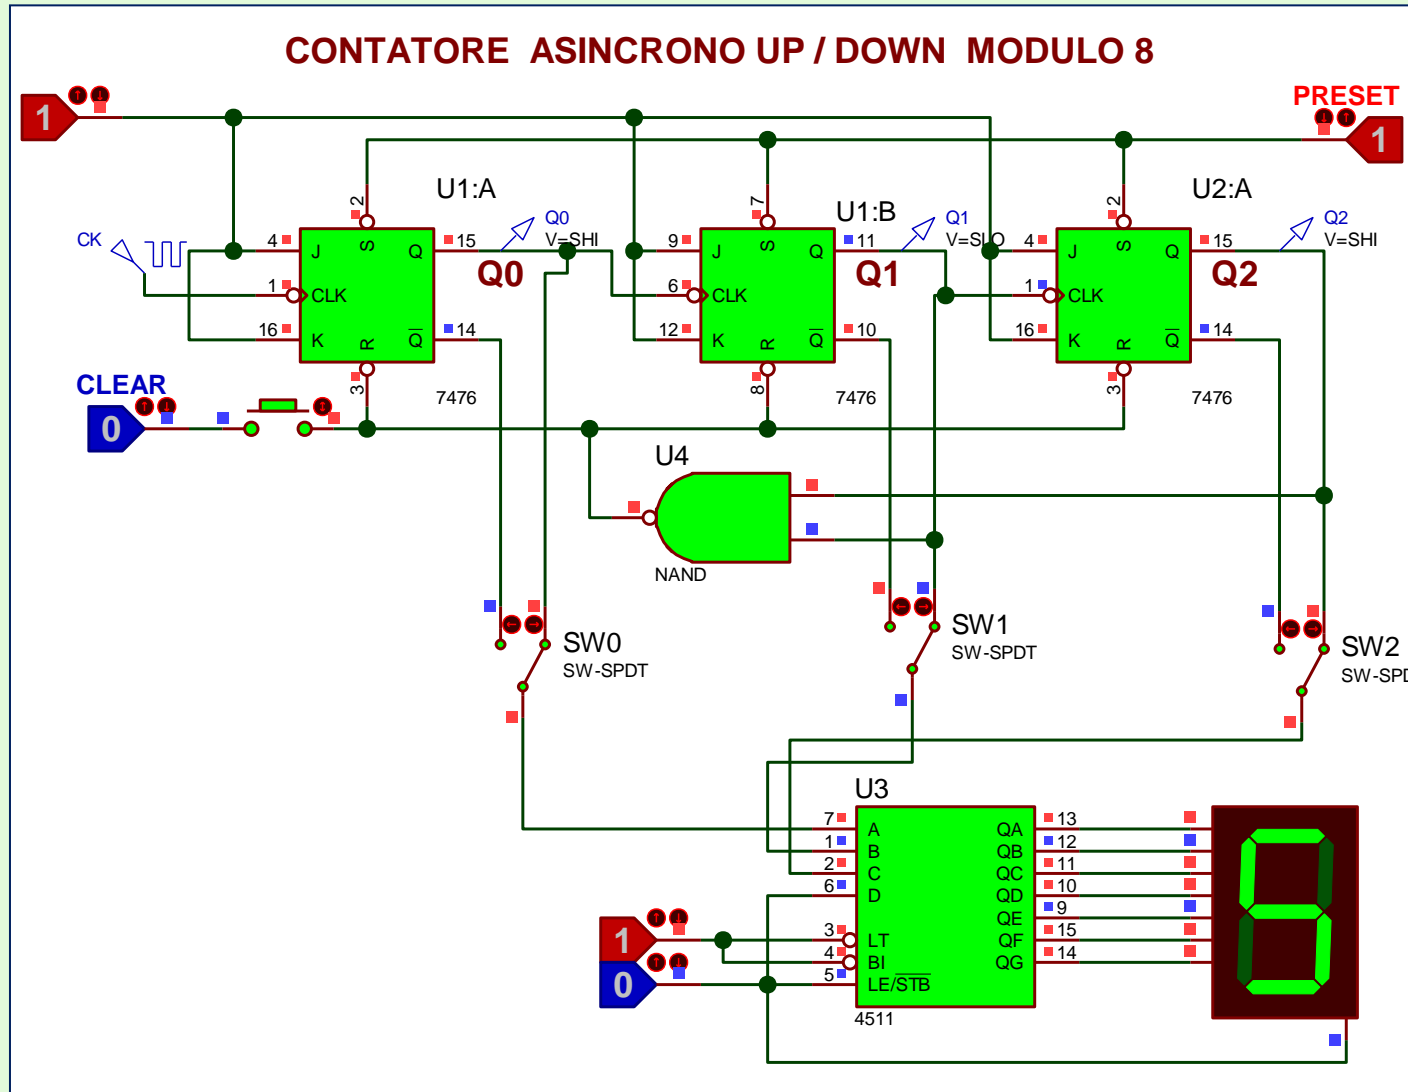 CONTATORE ASINCRONO UP / DOWN MODULO 8
1
PRESET
1
U1:A
U1:B
U2:A
CK
2
S
4 J
1 CLK
16 K
R
3
Q 15
Q 14
Q0
V=SHI
Q0
7476
7
S
9 J
6 CLK
12 K
R
8
Q 11
Q 10
Q1
V=SLO
Q1
7476
2
S
4 J
1 CLK
16 K
R
3
Q 15
Q 14
Q2
V=SHI
Q2
7476
CLEAR
0
U4
NAND
SW0
SW-SPDT
SW1
SW-SPDT
SW2
SW-SPD
U3
7 A QA 13
1 B QB 12
2 C QC 11
6 D QD 10
QE 9
3 LT QF 15
4 BI QG 14
5 LE/STB
4511
1
0
5